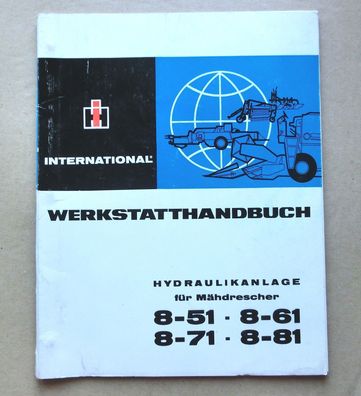 INTERNATIONAL®
WERKSTATTHANDBUCH
HYDRAULIKANLAGE
für Mähdrescher
8-51 · 8-61
8-71 · 8-81